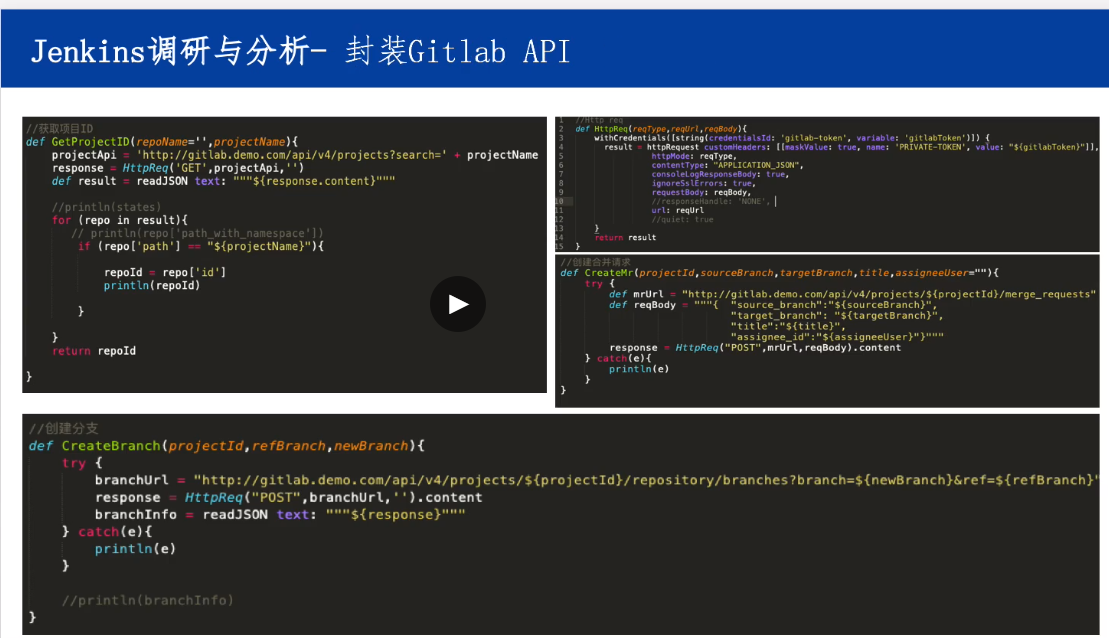 Jenkins调研与分析- 封装Gitlab API
//获取项目ID
def GetProjectID(repoName='',projectName){
projectApi = 'http://gitlab.demo.com/api/v4/projects?search=' + projectName
response = HttpReq('GET',projectApi,'')
def result = readJSON text: """${response.content}"""
//println(states)
for (repo in result){
// println(repo['path_with_namespace'])
if (repo['path'] == "${projectName}"){
repoId = repo['id']
println(repoId)
}
}
return repoId
}
1 //Http req
2 def HttpReq(reqType,reqUrl,reqBody){
3 withCredentials([string(credentialsId: 'gitlab-token', variable: 'gitlabToken')]) {
4 result = httpRequest customHeaders: [[maskValue: true, name: 'PRIVATE-TOKEN', value: "${gitlabToken}"]],
5 httpMode: reqType,
6 contentType: "APPLICATION_JSON",
7 consoleLogResponseBody: true,
8 ignoreSslErrors: true,
9 requestBody: reqBody,
10 //responseHandle: 'NONE',
11 url: reqUrl
12 //quiet: true
13 }
14 return result
15 }
//创建合并请求
def CreateMr(projectId,sourceBranch,targetBranch,title,assigneeUser=""){
try {
def mrUrl = "http://gitlab.demo.com/api/v4/projects/${projectId}/merge_requests"
def reqBody = """{ "source_branch":"${sourceBranch}",
"target_branch": "${targetBranch}",
"title":"${title}",
"assignee_id":"${assigneeUser}"}"""
response = HttpReq("POST",mrUrl,reqBody).content
} catch(e){
println(e)
}
}
//创建分支
def CreateBranch(projectId,refBranch,newBranch){
try {
branchUrl = "http://gitlab.demo.com/api/v4/projects/${projectId}/repository/branches?branch=${newBranch}&ref=${refBranch}"
response = HttpReq("POST",branchUrl,'').content
branchInfo = readJSON text: """${response}"""
} catch(e){
println(e)
}
//println(branchInfo)
}